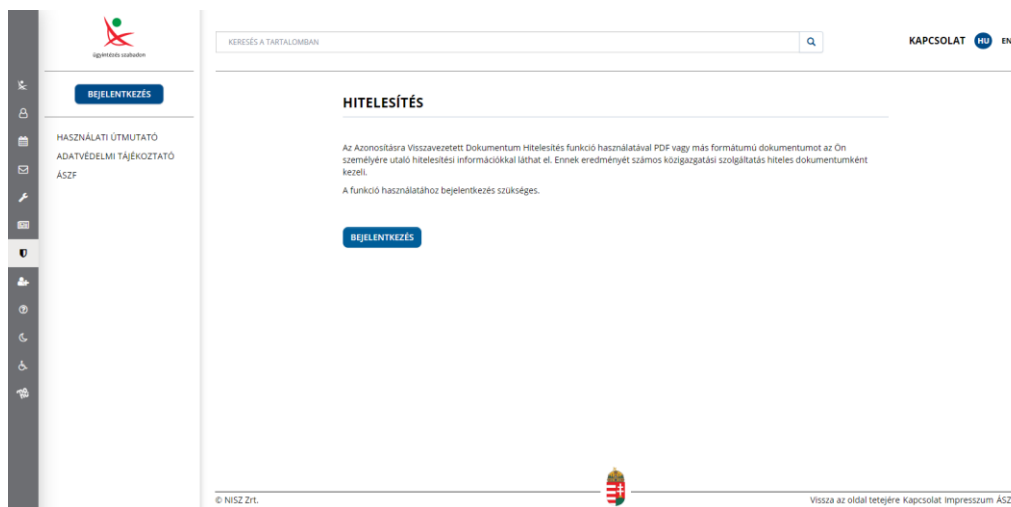 ügyintézés szabadon
BEJELENTKEZÉS
HASZNÁLATI ÚTMUTATÓ
ADATVÉDELMI TÁJÉKOZTATÓ
ÁSZF
KERESÉS A TARTALOMBAN
KAPCSOLAT HU EN
HITELESÍTÉS
Az Azonosításra Visszavezetett Dokumentum Hitelesítés funkció használatával PDF vagy más formátumú dokumentumot az Ön
személyére utaló hitelesítési információkkal láthat el. Ennek eredményét számos közigazgatási szolgáltatás hiteles dokumentumként
kezeli.
A funkció használatához bejelentkezés szükséges.
BEJELENTKEZÉS
© NISZ Zrt.
Vissza az oldal tetejére Kapcsolat Impresszum ÁSZ